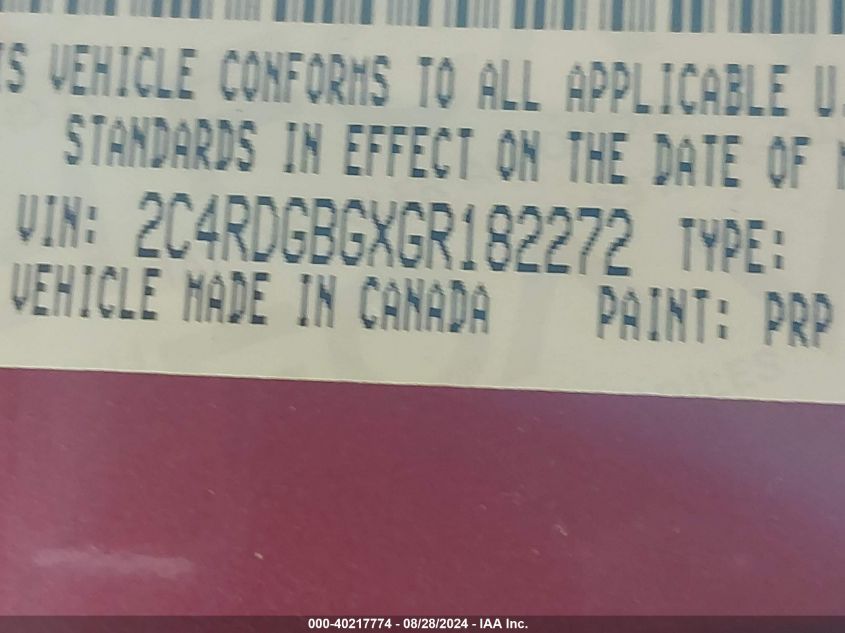 IS VEHICLE CONFORMS TO ALL APPLICABLE U.
STANDARDS IN EFFECT ON THE DATE OF M
VIN: 2C4RDGBGXGR182272 TYPE:
VEHICLE MADE IN CANADA PAINT: PRP
000-40217774 - 08/28/2024 - IAA Inc.